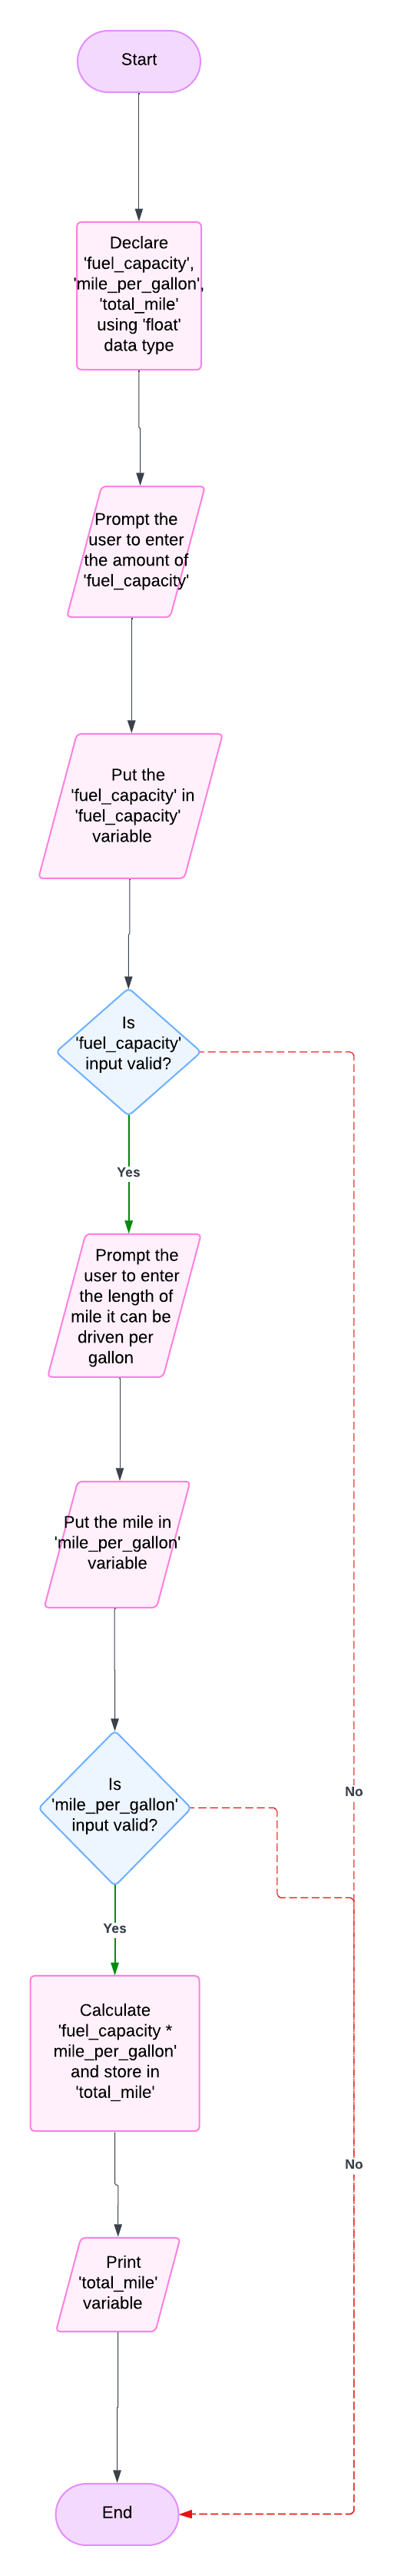 Start
Declare
'fuel_capacity',
'mile_per_gallon',
'total_mile'
using 'float'
data type
Prompt the
user to enter
the amount of
'fuel_capacity'
Put the
'fuel_capacity' in
'fuel_capacity'
variable
Is
'fuel_capacity'
input valid?
Yes
Prompt the
user to enter
the length of
mile it can be
driven per
gallon
Put the mile in
'mile_per_gallon'
variable
Is
'mile_per_gallon'
input valid?
No
Yes
Calculate
'fuel_capacity *
mile_per_gallon'
and store in
'total_mile'
No
Print
'total_mile'
variable
End